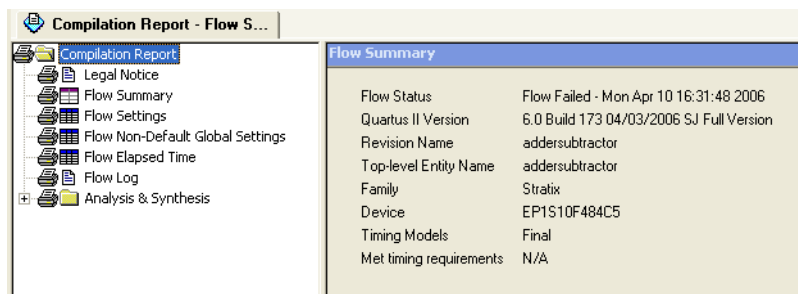 Compilation Report - Flow S...
Compilation Report
Legal Notice
Flow Summary
Flow Settings
Flow Non-Default Global Settings
Flow Elapsed Time
Flow Log
Analysis & Synthesis
Flow Summary
Flow Status Flow Failed - Mon Apr 10 16:31:48 2006
Quartus II Version 6.0 Build 173 04/03/2006 SJ Full Version
Revision Name addersubtractor
Top-level Entity Name addersubtractor
Family Stratix
Device EP1S10F484C5
Timing Models Final
Met timing requirements N/A